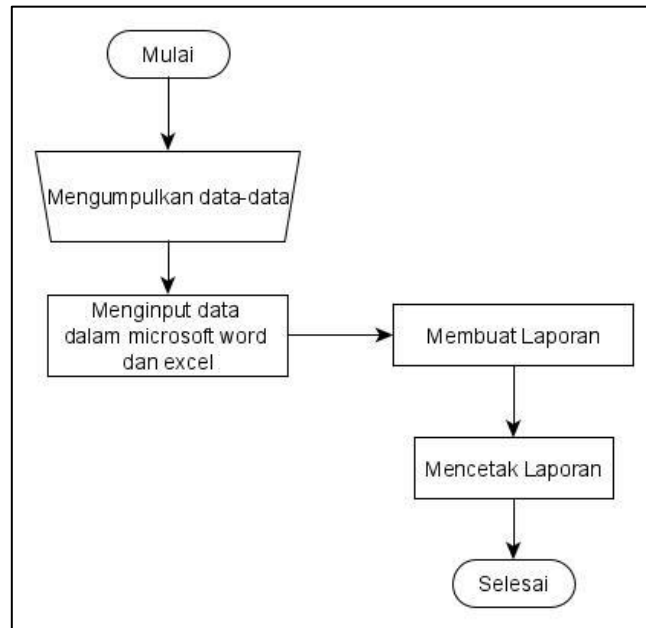 Mulai
Mengumpulkan data-data
Menginput data
dalam microsoft word
dan excel
Membuat Laporan
Mencetak Laporan
Selesai